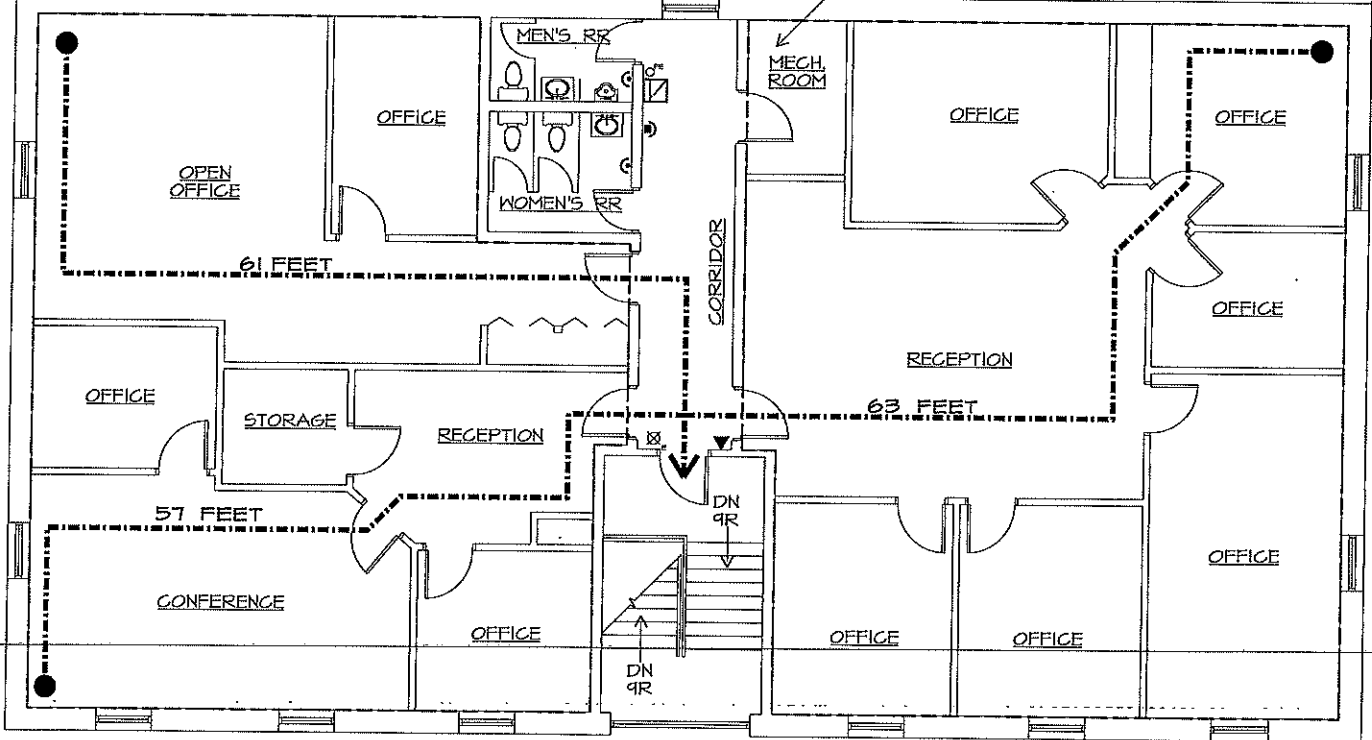 MEN'S RR
MECH.
ROOM
OFFICE
OFFICE
OFFICE
OPEN
OFFICE
WOMEN'S RR
CORRIDOR
61 FEET
OFFICE
RECEPTION
OFFICE
STORAGE
RECEPTION
63 FEET
57 FEET
DN
9R
OFFICE
CONFERENCE
OFFICE
OFFICE
OFFICE
DN
9R